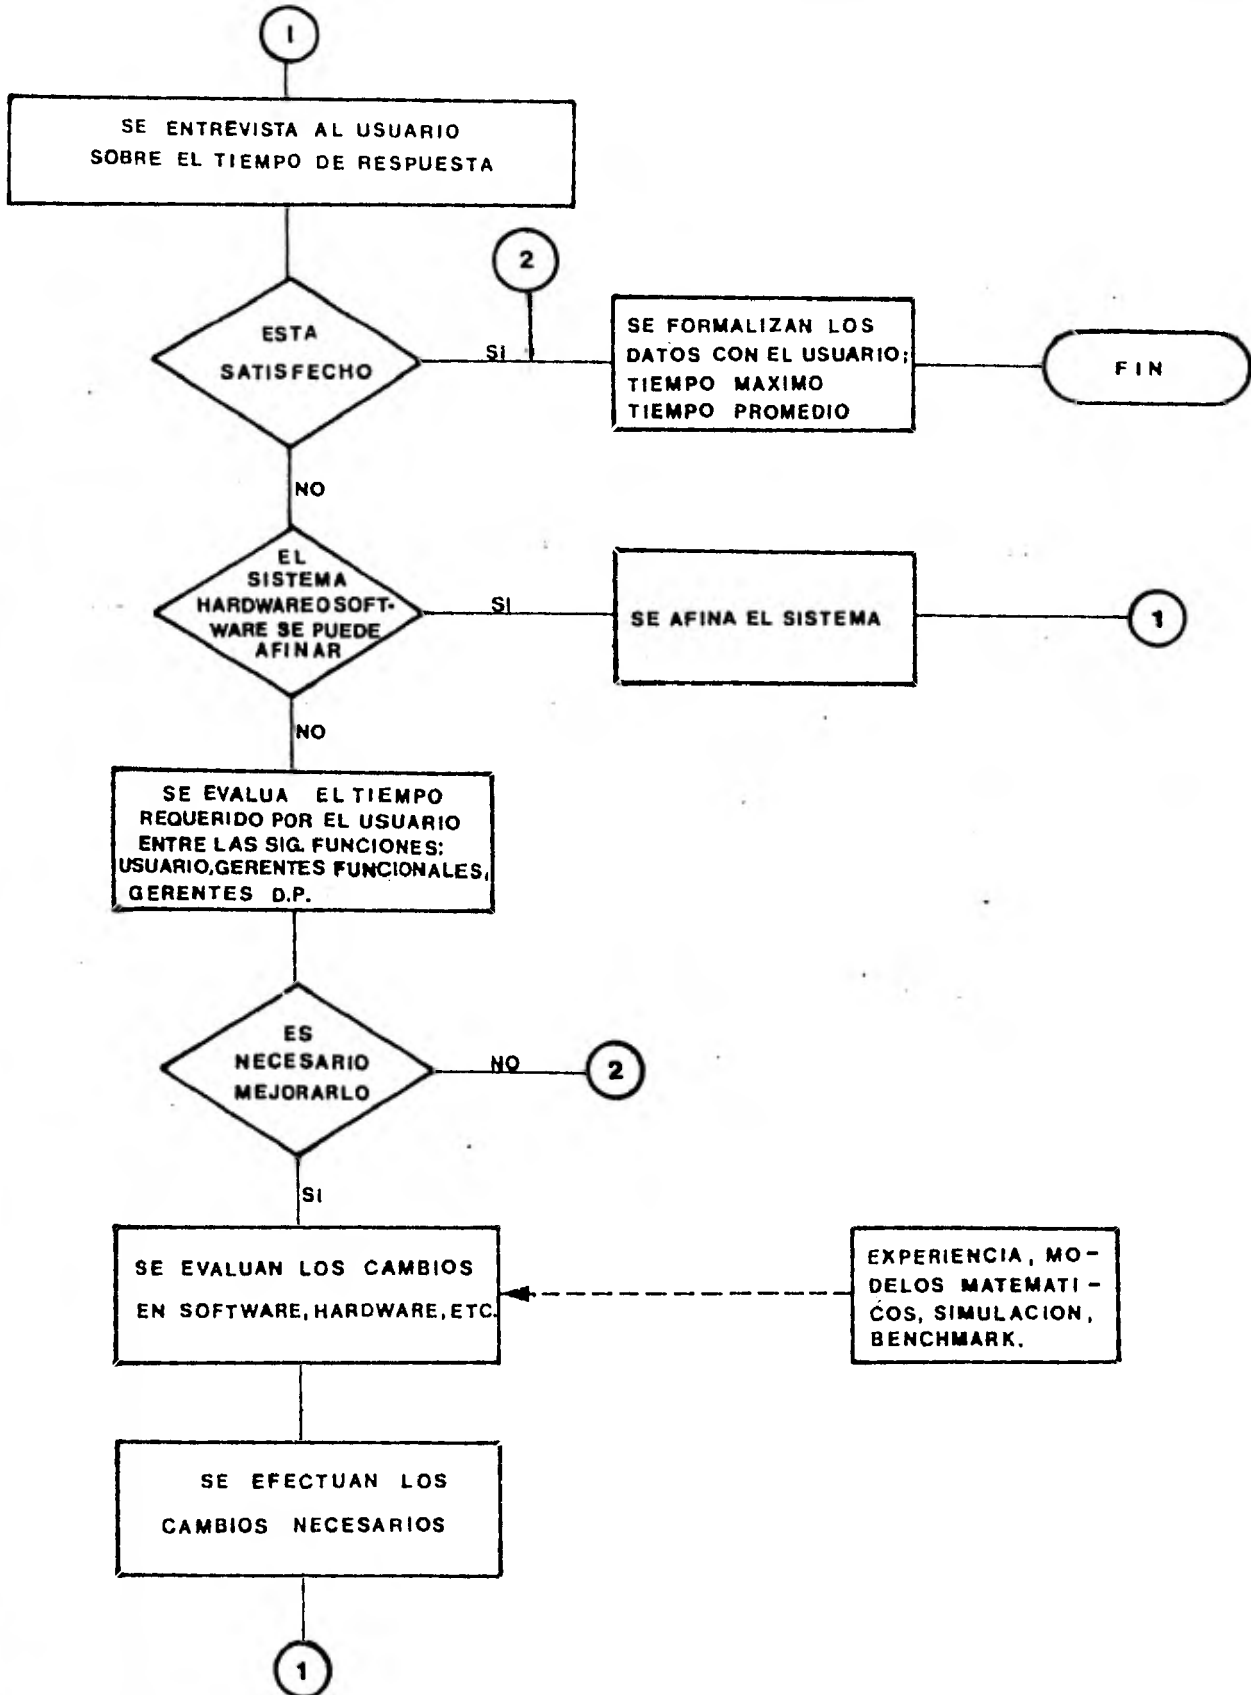 1
SE ENTREVISTA AL USUARIO
SOBRE EL TIEMPO DE RESPUESTA
2
ESTA
SATISFECHO
SI
SE FORMALIZAN LOS
DATOS CON EL USUARIO;
TIEMPO MAXIMO
TIEMPO PROMEDIO
FIN
NO
EL
SISTEMA
HARDWARE O SOFT-
WARE SE PUEDE
AFINAR
SI
SE AFINA EL SISTEMA
1
NO
SE EVALUA EL TIEMPO
REQUERIDO POR EL USUARIO
ENTRE LAS SIG. FUNCIONES:
USUARIO, GERENTES FUNCIONALES,
GERENTES D.P.
ES
NECESARIO
MEJORARLO
NO
2
SI
SE EVALUAN LOS CAMBIOS
EN SOFTWARE, HARDWARE, ETC.
EXPERIENCIA, MO-
DELOS MATEMATI-
COS, SIMULACION,
BENCHMARK.
SE EFECTUAN LOS
CAMBIOS NECESARIOS
1